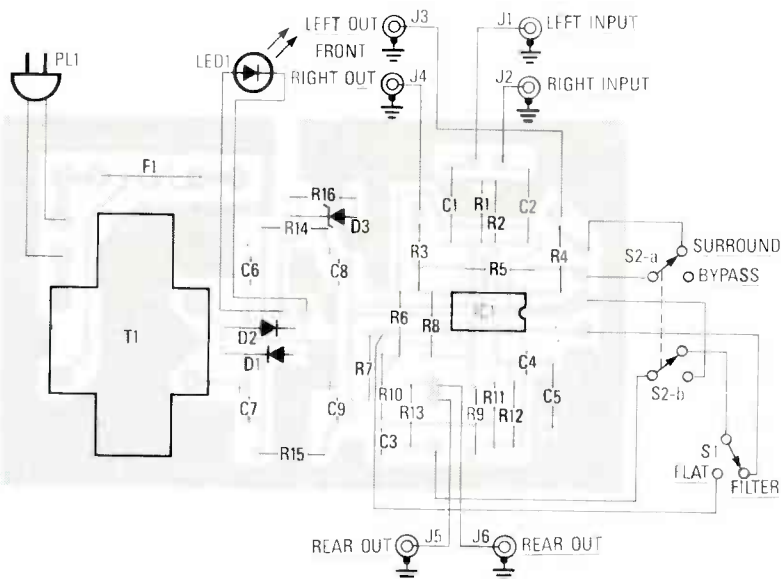 LEFT OUT J3 J1 LEFT INPUT
PL1 LED1 FRONT
RIGHT OUT J4 J2 RIGHT INPUT
F1
R16
D3
R14
C1 R1 R2 C2
R3 R4
R5
C6 C8
S2-a SURROUND
BYPASS
T1
IC1
D2
D1
R6 R8
R7
C4
R10 R13 R9 R11 R12 C5
S2-b
C7 C9
C3
R15
S1
FLAT FILTER
REAR OUT J5 J6 REAR OUT